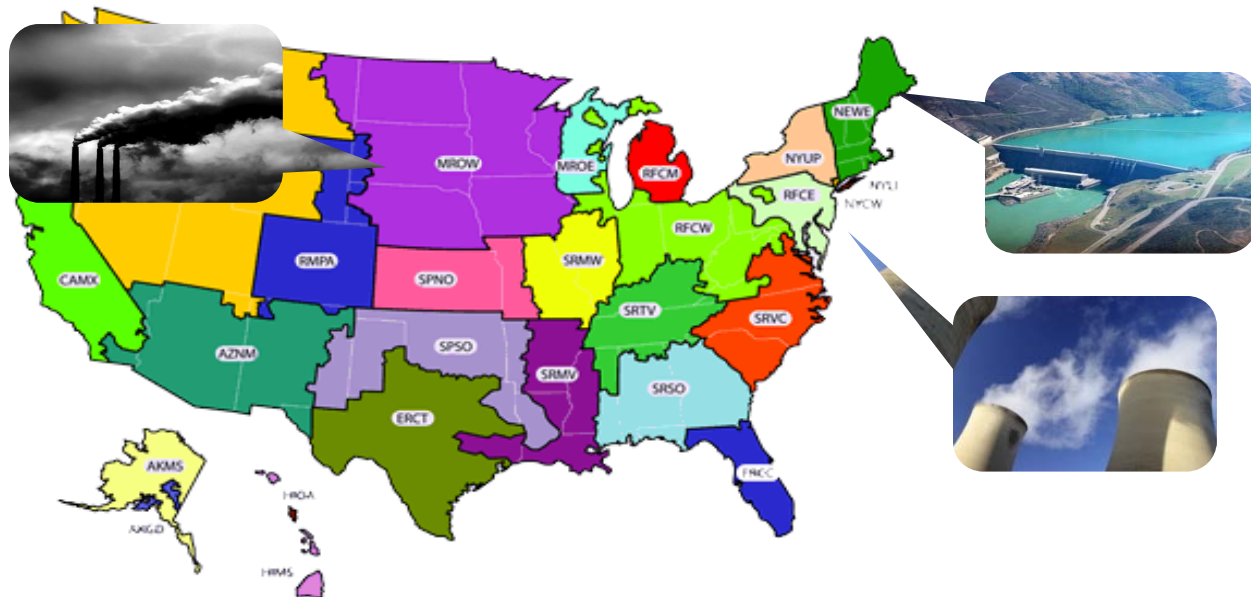 NEWE
MROW
MROE
NYUP
RFCM
NYLI
RFCE
NYCW
RFCW
RMPA
SRMW
CAMX
SPNO
SRTV
SRVC
SPSO
AZNM
SRMV
SRSO
ERCT
AKMS
FRCC
HIOA
AKGD
HIMS